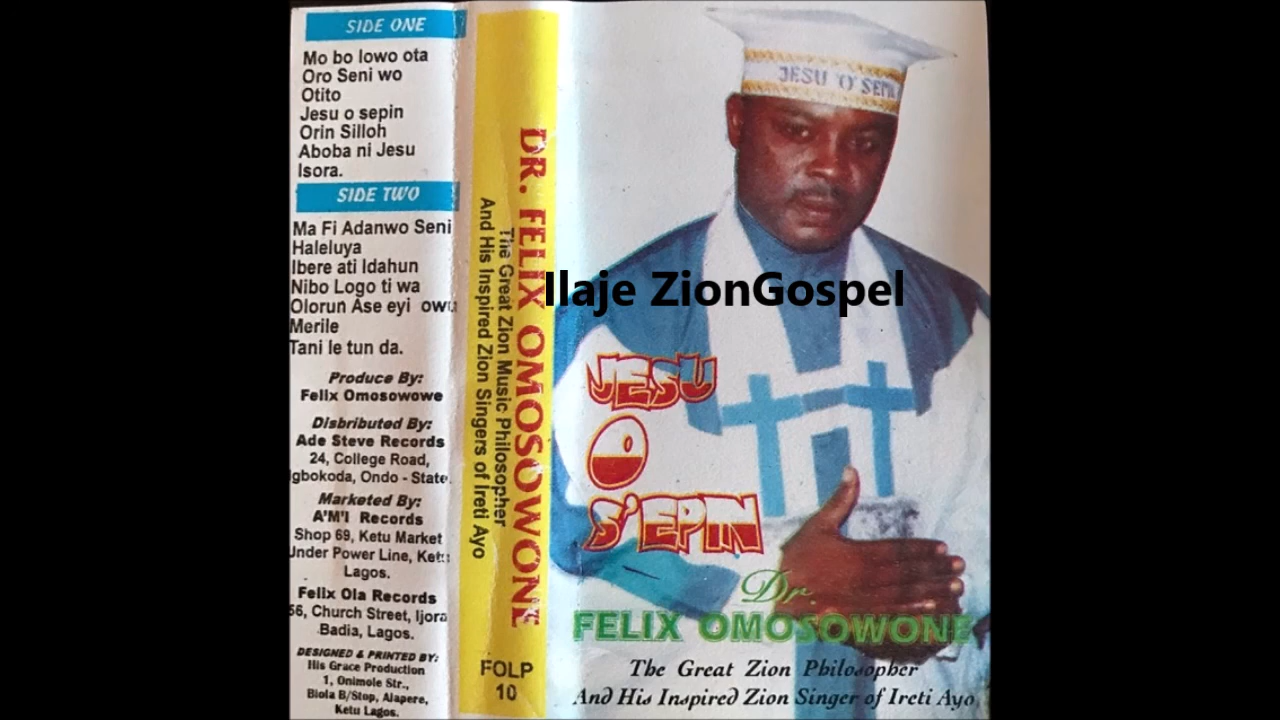 SIDE ONE
Mo bo lowo ota
Oro Seni wo
Otito
Jesu o sepin
Orin Silloh
Aboba ni Jesu
Isora.
SIDE TWO
Ma Fi Adanwo Seni
Haleluya
Ibere ati Idahun
Nibo Logo ti wa
Olorun Ase eyi owu
Merile
Tani le tun da.
Produce By:
Felix Omosowowe
Disbributed By:
Ade Steve Records
24, College Road,
gbokoda, Ondo - State.
Marketed By:
A'M'I Records
Shop 69, Ketu Market
Under Power Line, Ketu
Lagos.
Felix Ola Records
56, Church Street, Ijora
Badia, Lagos.
DESIGNED & PRINTED BY:
His Grace Production
1, Onimole Str.,
Biola B/Stop, Alapere,
Ketu Lagos.
DR. FELIX OMOSOWONE
The Great Zion Music Philosopher
And His Inspired Zion Singers of Ireti Ayo
FOLP
10
JESU 'O' SEPIN
Ilaje ZionGospel
JESU
O
S'EPIN
Dr.
FELIX OMOSOWONE
The Great Zion Philosopher
And His Inspired Zion Singer of Ireti Ayo